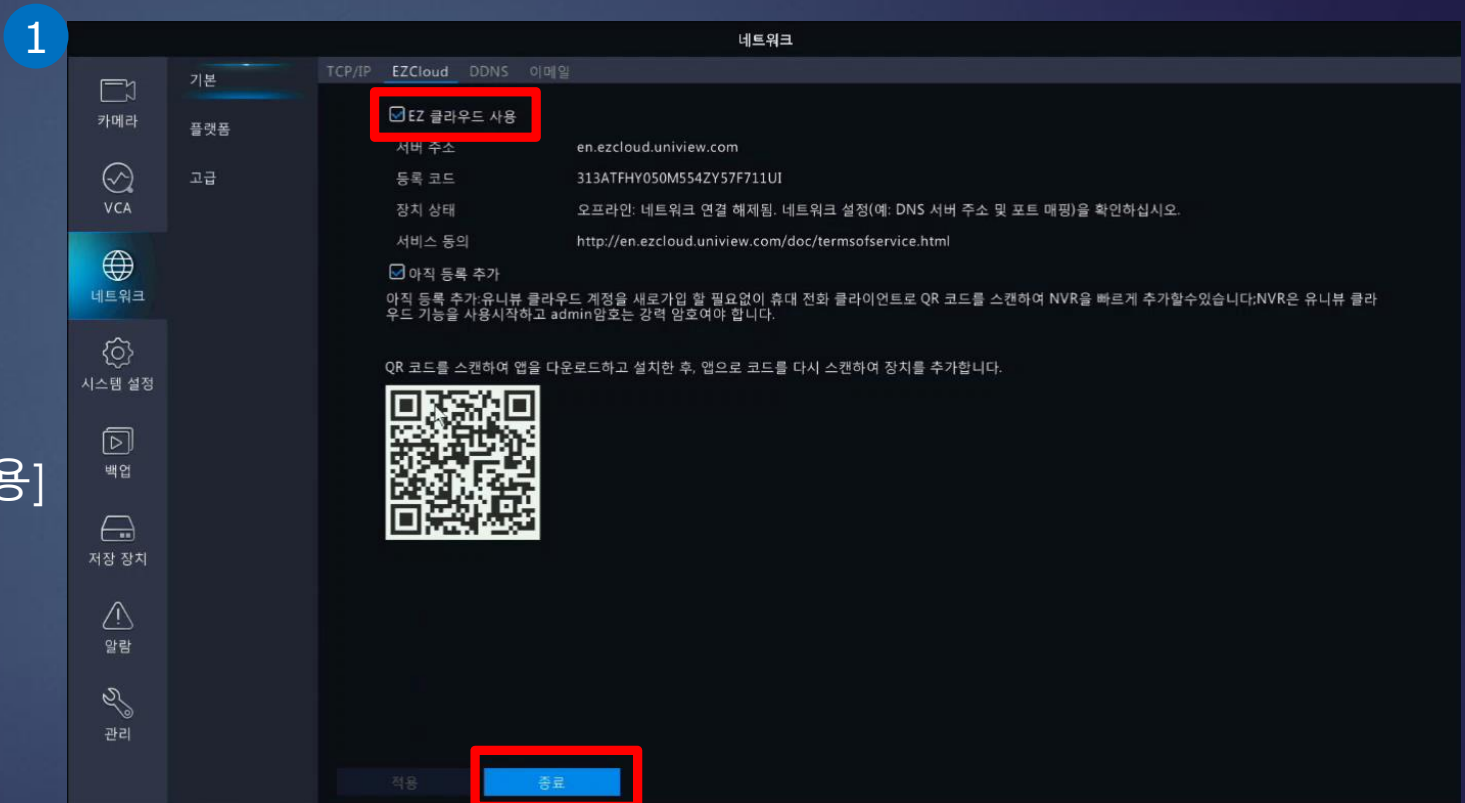 1
네트워크
카메라
VCA
네트워크
시스템 설정
백업
저장 장치
알람
관리
기본
플랫폼
고급
TCP/IP EZCloud DDNS 이메일
EZ 클라우드 사용
서버 주소 en.ezcloud.uniview.com
등록 코드 313ATFHY050M554ZY57F711UI
장치 상태 오프라인: 네트워크 연결 해제됨. 네트워크 설정(예: DNS 서버 주소 및 포트 매핑)을 확인하십시오.
서비스 동의 http://en.ezcloud.uniview.com/doc/termsofservice.html
아직 등록 추가
아직 등록 추가:유니뷰 클라우드 계정을 새로가입 할 필요없이 휴대 전화 클라이언트로 QR 코드를 스캔하여 NVR을 빠르게 추가할수있습니다;NVR은 유니뷰 클라
우드 기능을 사용시작하고 admin암호는 강력 암호여야 합니다.
QR 코드를 스캔하여 앱을 다운로드하고 설치한 후, 앱으로 코드를 다시 스캔하여 장치를 추가합니다.
적용 종료
용]